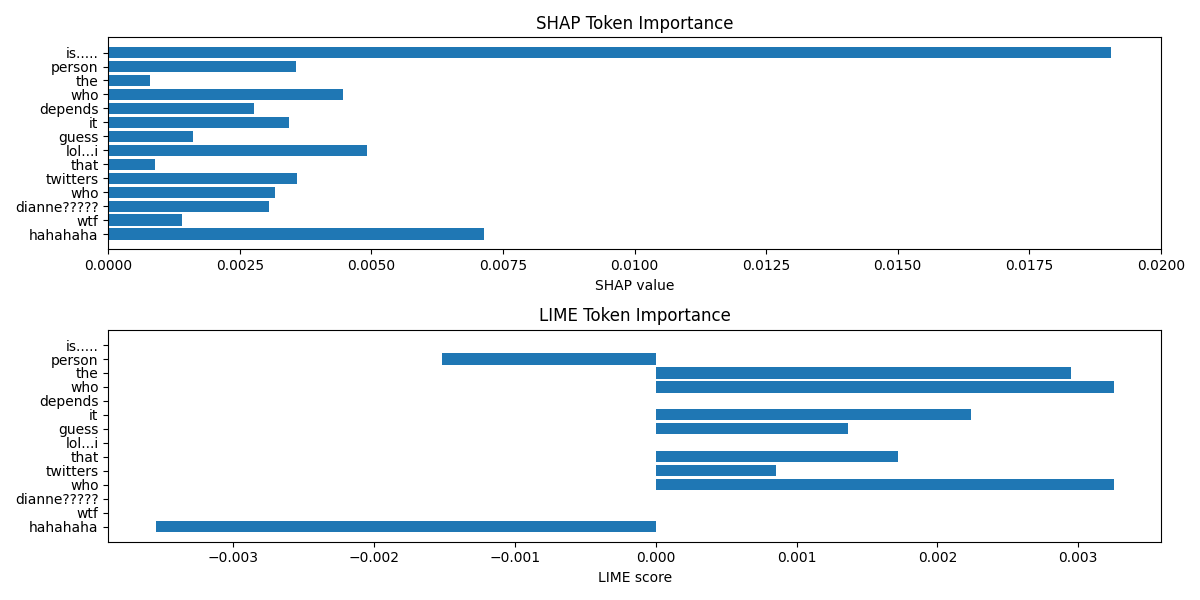 SHAP Token Importance
is.....
person
the
who
depends
it
guess
lol...i
that
twitters
who
dianne?????
wtf
hahahaha
0.0000 0.0025 0.0050 0.0075 0.0100 0.0125 0.0150 0.0175 0.0200
SHAP value
LIME Token Importance
is.....
person
the
who
depends
it
guess
lol...i
that
twitters
who
dianne?????
wtf
hahahaha
−0.003 −0.002 −0.001 0.000 0.001 0.002 0.003
LIME score